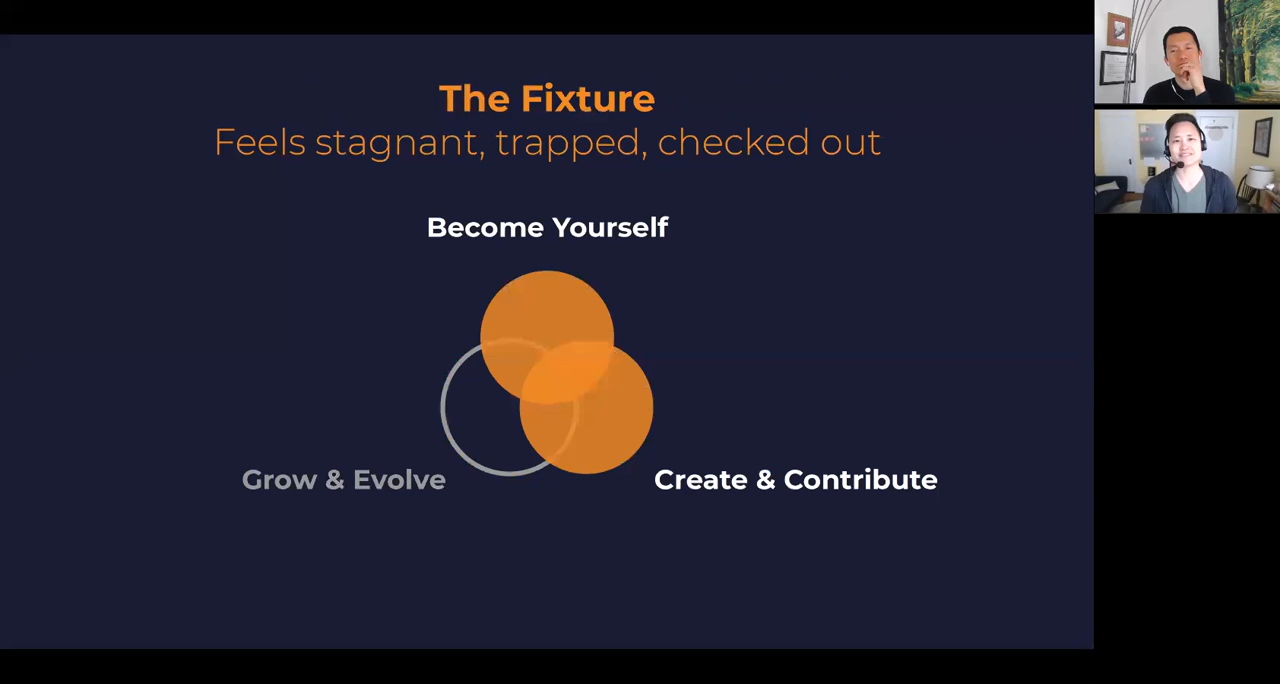 The Fixture
Feels stagnant, trapped, checked out
Become Yourself
Grow & Evolve
Create & Contribute